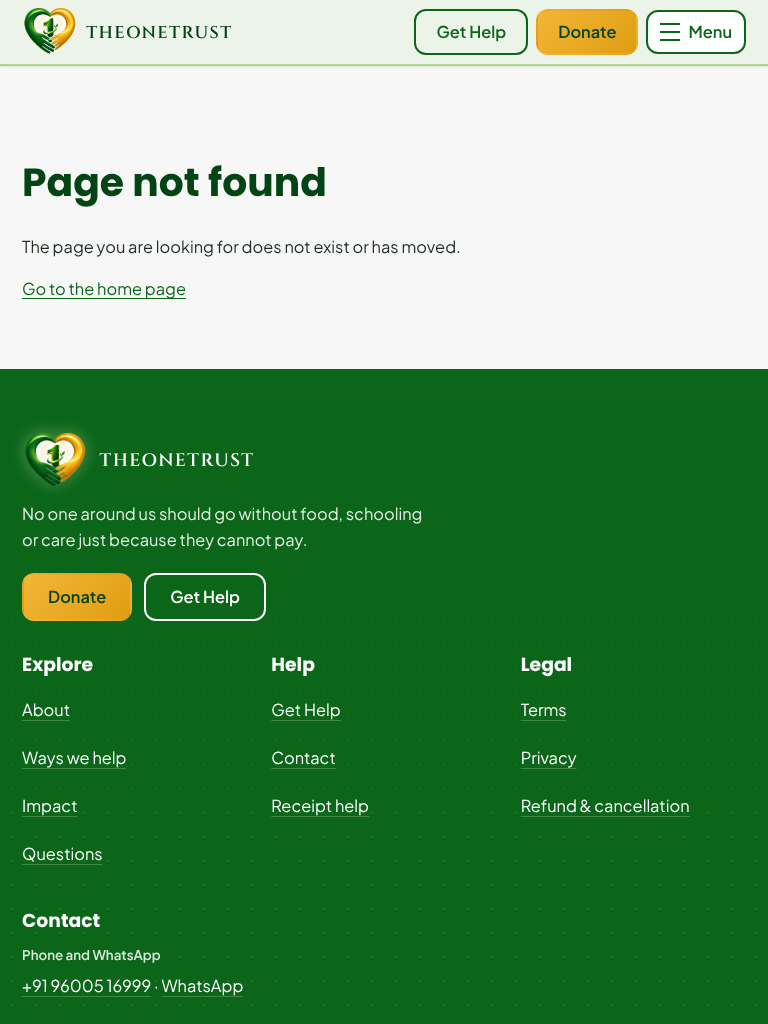 THEONETRUST
Get Help
Donate
Menu
Page not found
The page you are looking for does not exist or has moved.
Go to the home page
1
THEONETRUST
No one around us should go without food, schooling
or care just because they cannot pay.
Donate
Get Help
Explore
About
Ways we help
Impact
Questions
Help
Get Help
Contact
Receipt help
Legal
Terms
Privacy
Refund & cancellation
Contact
Phone and WhatsApp
+91 96005 16999 · WhatsApp